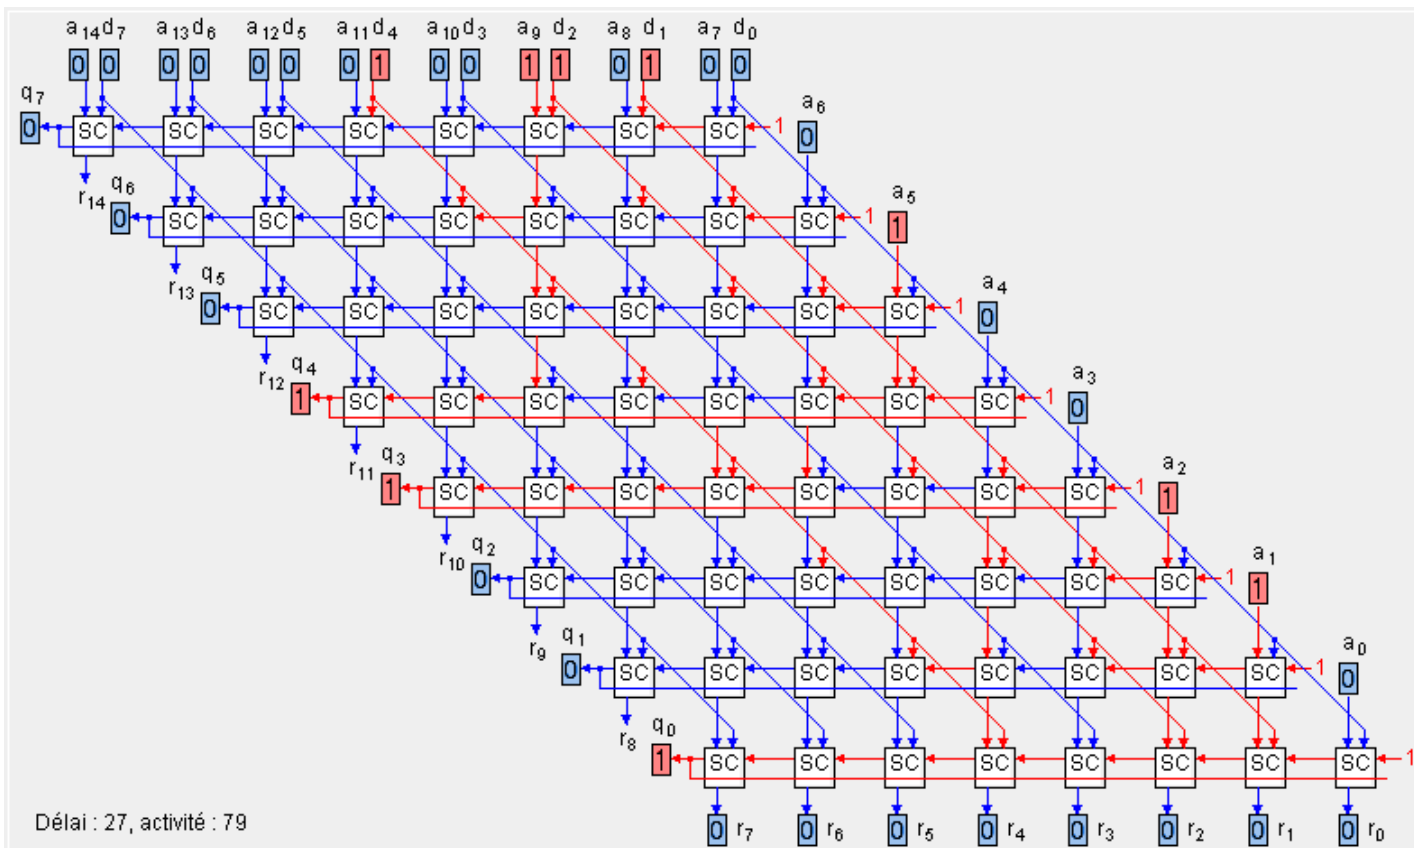 a14 d7 a13 d6 a12 d5 a11 d4 a10 d3 a9 d2 a8 d1 a7 d0
0 0 0 0 0 0 0 1 0 0 1 1 0 1 0 0
q7 a6
0 SC SC SC SC SC SC SC SC 1 0
r14 q6 a5
0 SC SC SC SC SC SC SC SC 1 1
r13 q5 a4
0 SC SC SC SC SC SC SC SC 1 0
r12 q4 a3
1 SC SC SC SC SC SC SC SC 1 0
r11 q3 a2
1 SC SC SC SC SC SC SC SC 1 1
r10 q2 a1
0 SC SC SC SC SC SC SC SC 1 1
r9 q1 a0
0 SC SC SC SC SC SC SC SC 1 0
r8 q0
1 SC SC SC SC SC SC SC SC 1
0 r7 0 r6 0 r5 0 r4 0 r3 0 r2 0 r1 0 r0
Délai : 27, activité : 79